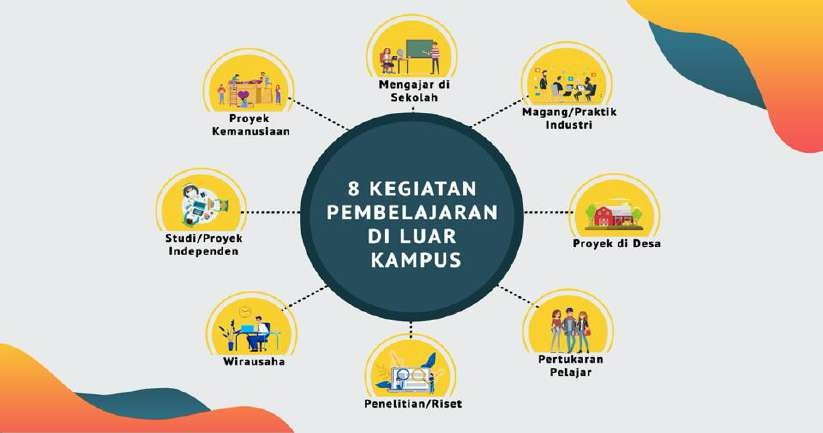 Mengajar di
Sekolah
Proyek
Kemanusiaan
Magang/Praktik
Industri
8 KEGIATAN
PEMBELAJARAN
DI LUAR
KAMPUS
Studi/Proyek
Independen
Proyek di Desa
Wirausaha
Pertukaran
Pelajar
Penelitian/Riset